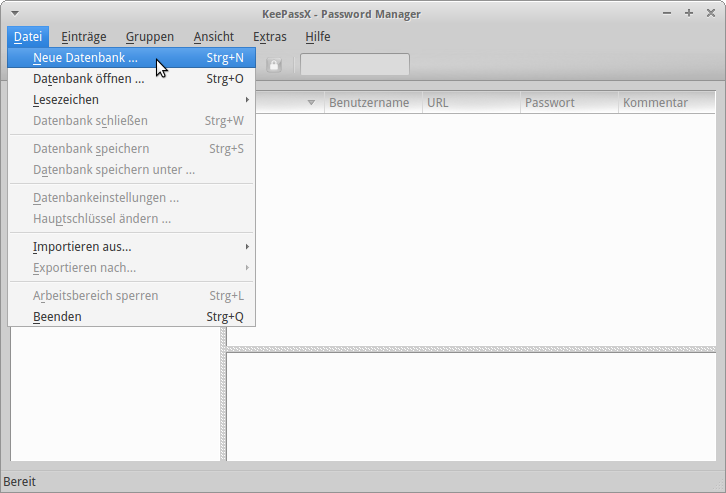 KeePassX - Password Manager
Datei Einträge Gruppen Ansicht Extras Hilfe
Neue Datenbank ... Strg+N
Datenbank öffnen ... Strg+O
Lesezeichen
Datenbank schließen Strg+W
Datenbank speichern Strg+S
Datenbank speichern unter ...
Datenbankeinstellungen ...
Hauptschlüssel ändern ...
Importieren aus...
Exportieren nach...
Arbeitsbereich sperren Strg+L
Beenden Strg+Q
Benutzername URL Passwort Kommentar
Bereit